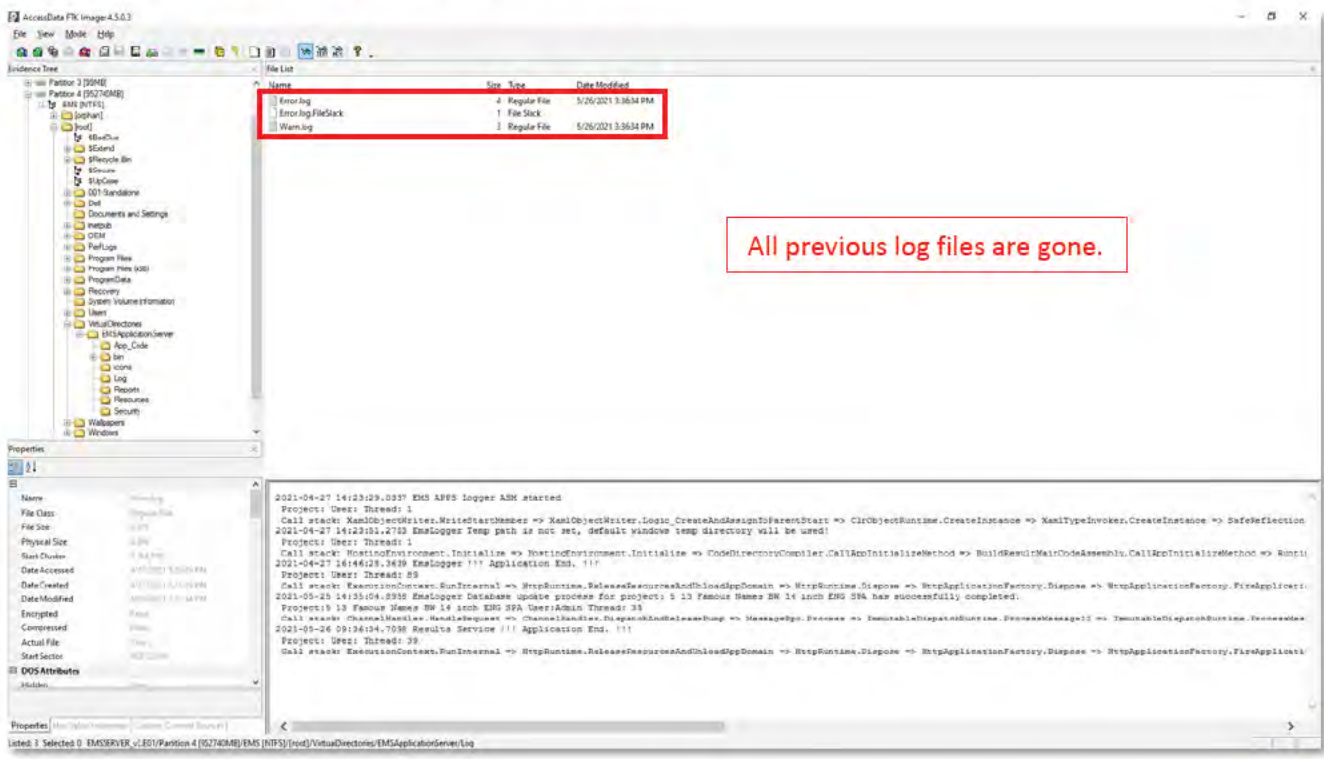 AccessData FTK Imager 4.5.0.3
File View Mode Help
Evidence Tree
File List
Partition 3 [99MB]
Partition 4 [952740MB]
EMS [NTFS]
[orphan]
[root]
$BadClus
$Extend
$Recycle.Bin
$Secure
$UpCase
001-Standalone
Dell
Documents and Settings
inetpub
OEM
PerfLogs
Program Files
Program Files (x86)
ProgramData
Recovery
System Volume Information
Users
VirtualDirectories
EMSApplicationServer
App_Code
bin
icons
Log
Reports
Resources
Security
Wallpapers
Windows
Name Size Type Date Modified
Error.log 4 Regular File 5/26/2021 3:36:34 PM
Error.log.FileSlack 1 File Slack
Warn.log 3 Regular File 5/26/2021 3:36:34 PM
All previous log files are gone.
Properties
Name
File Class Regular File
File Size
Physical Size
Start Cluster
Date Accessed
Date Created
Date Modified
Encrypted
Compressed
Actual File
Start Sector
DOS Attributes
Hidden
Properties
2021-04-27 14:23:29.0337 EMS APPS Logger ASM started
Project: User: Thread: 1
Call stack: XamlObjectWriter.WriteStartMember => XamlObjectWriter.Logic_CreateAndAssignToParentStart => ClrObjectRuntime.CreateInstance => XamlTypeInvoker.CreateInstance => SafeReflection
2021-04-27 14:23:51.2783 EmsLogger Temp path is not set, default windows temp directory will be used!
Project: User: Thread: 1
Call stack: HostingEnvironment.Initialize => HostingEnvironment.Initialize => CodeDirectoryCompiler.CallAppInitializeMethod => BuildResultMainCodeAssembly.CallAppInitializeMethod => Runti
2021-04-27 16:46:28.3639 EmsLogger !!! Application End. !!!
Project: User: Thread: 89
Call stack: ExecutionContext.RunInternal => HttpRuntime.ReleaseResourcesAndUnloadAppDomain => HttpRuntime.Dispose => HttpApplicationFactory.Dispose => HttpApplicationFactory.FireApplicati
2021-05-25 14:35:04.8938 EmsLogger Database update process for project: 5 13 Famous Names BW 14 inch ENG SPA has successfully completed.
Project:5 13 Famous Names BW 14 inch ENG SPA User:Admin Thread: 38
Call stack: ChannelHandler.HandleRequest => ChannelHandler.DispatchAndReleasePump => MessageRpc.Process => ImmutableDispatchRuntime.ProcessMessage31 => ImmutableDispatchRuntime.ProcessMes
2021-05-26 09:36:34.7098 Results Service !!! Application End. !!!
Project: User: Thread: 39
Call stack: ExecutionContext.RunInternal => HttpRuntime.ReleaseResourcesAndUnloadAppDomain => HttpRuntime.Dispose => HttpApplicationFactory.Dispose => HttpApplicationFactory.FireApplicati
Listed: 3 Selected: 0 EMSSERVER_v1.E01/Partition 4 [952740MB]/EMS [NTFS]/[root]/VirtualDirectories/EMSApplicationServer/Log